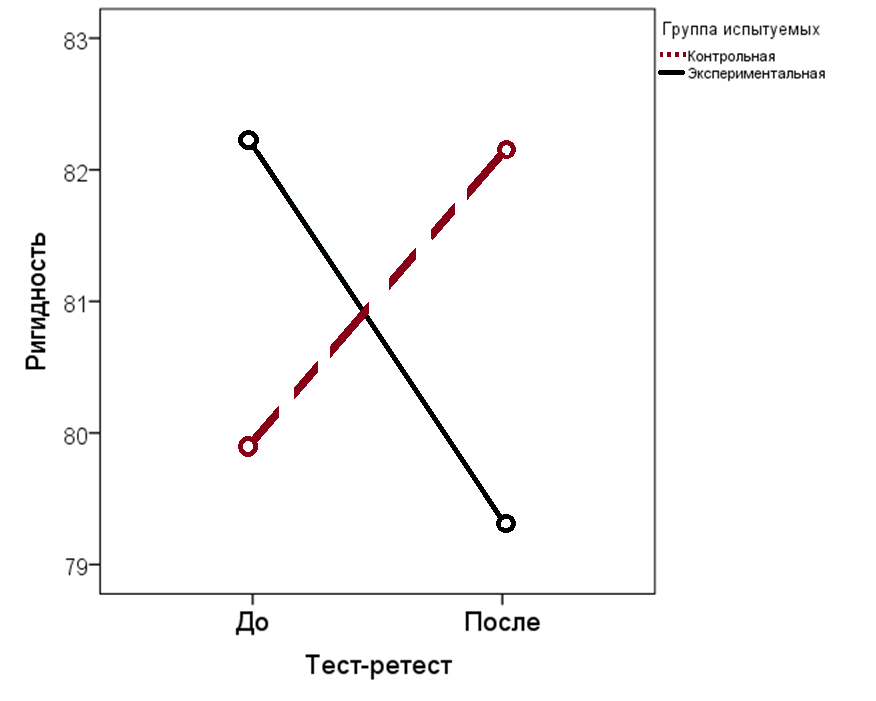 Группа испытуемых
Контрольная
Экспериментальная
83
82
81
80
79
Ригидность
До
После
Тест-ретест